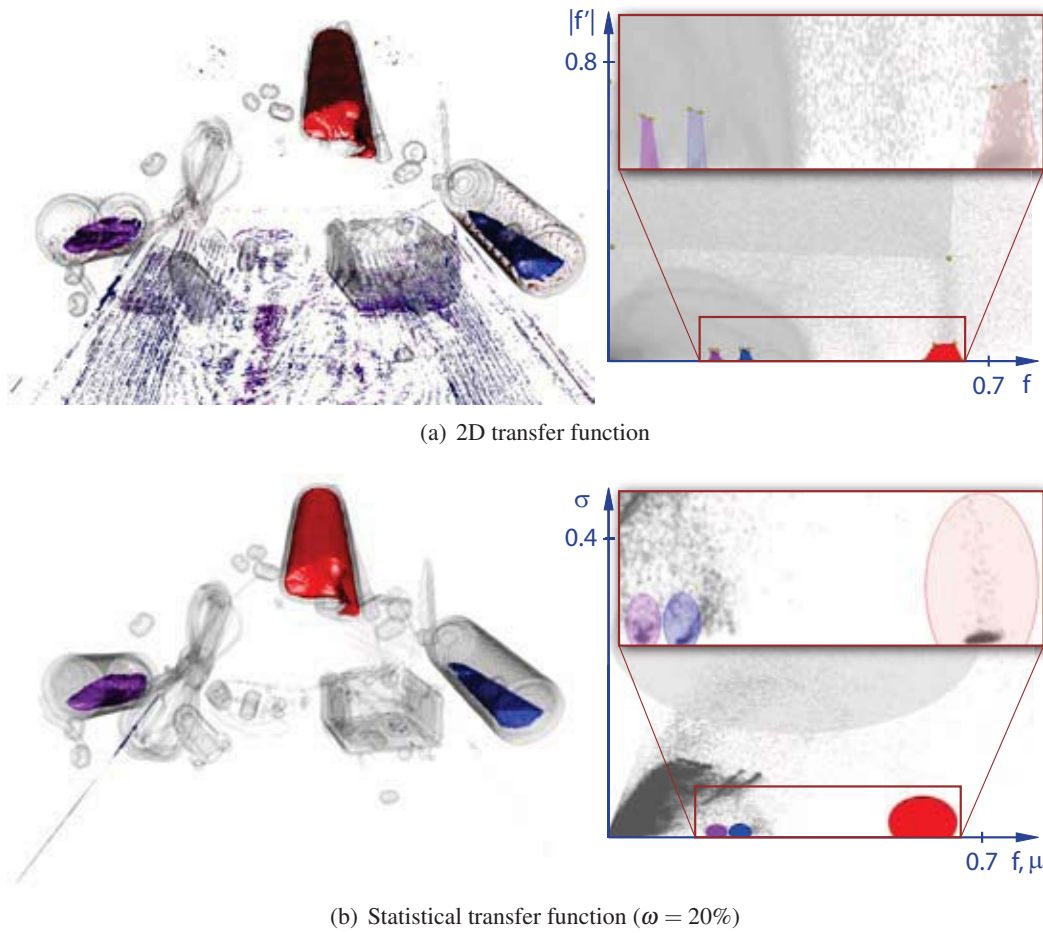 |f'|
0.8
0.7
f
(a) 2D transfer function
σ
0.4
0.7
f, μ
(b) Statistical transfer function (ω = 20%)